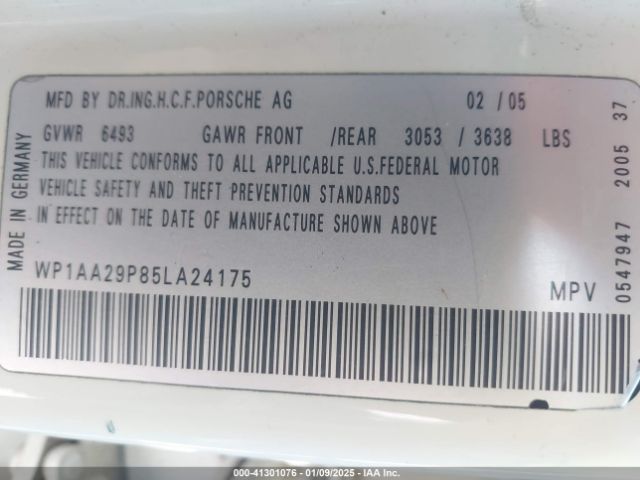 MFD BY DR.ING.H.C.F.PORSCHE AG 02 / 05
GVWR 6493 GAWR FRONT /REAR 3053 / 3638 LBS
THIS VEHICLE CONFORMS TO ALL APPLICABLE U.S.FEDERAL MOTOR
VEHICLE SAFETY AND THEFT PREVENTION STANDARDS
IN EFFECT ON THE DATE OF MANUFACTURE SHOWN ABOVE
WP1AA29P85LA24175
MPV
MADE IN GERMANY
0547947 2005 37
000-41301076 - 01/09/2025 - IAA Inc.